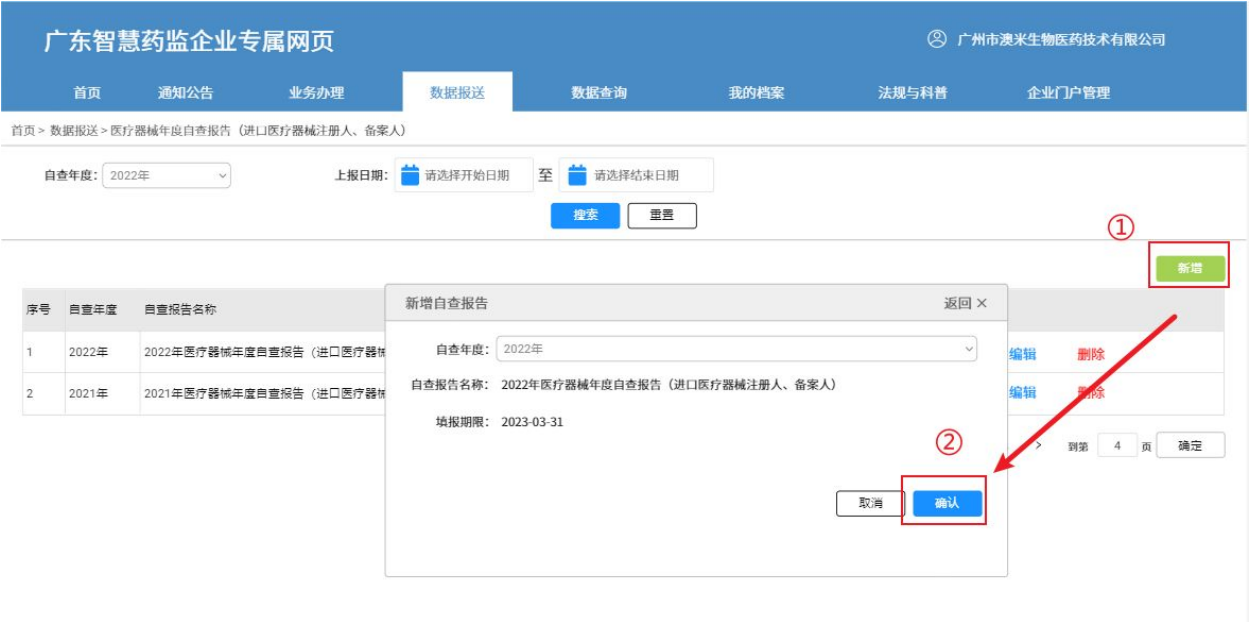 广东智慧药监企业专属网页
广州市澳米生物医药技术有限公司
首页 通知公告 业务办理 数据报送 数据查询 我的档案 法规与科普 企业门户管理
首页 > 数据报送 > 医疗器械年度自查报告（进口医疗器械注册人、备案人）
自查年度： 2022年 上报日期： 请选择开始日期 至 请选择结束日期
搜索 重置
①
新增
序号 自查年度 自查报告名称
1 2022年 2022年医疗器械年度自查报告（进口医疗器械 编辑 删除
2 2021年 2021年医疗器械年度自查报告（进口医疗器械 编辑 删除
新增自查报告 返回 ×
自查年度： 2022年
自查报告名称： 2022年医疗器械年度自查报告（进口医疗器械注册人、备案人）
填报期限： 2023-03-31
②
取消 确认
> 到第 4 页 确定